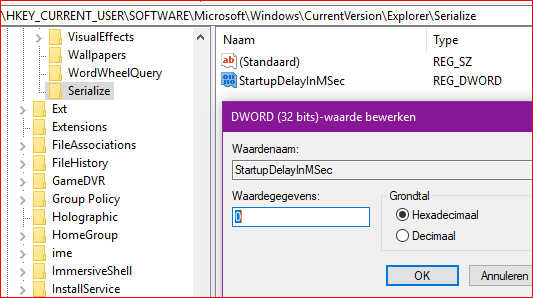 \HKEY_CURRENT_USER\SOFTWARE\Microsoft\Windows\CurrentVersion\Explorer\Serialize
VisualEffects
Wallpapers
WordWheelQuery
Serialize
Ext
Extensions
FileAssociations
FileHistory
GameDVR
Group Policy
Holographic
HomeGroup
ime
ImmersiveShell
InstallService
Naam Type
(Standaard) REG_SZ
StartupDelayInMSec REG_DWORD
DWORD (32 bits)-waarde bewerken
Waardenaam:
StartupDelayInMSec
Waardegegevens:
0
Grondtal
Hexadecimaal
Decimaal
OK Annuleren